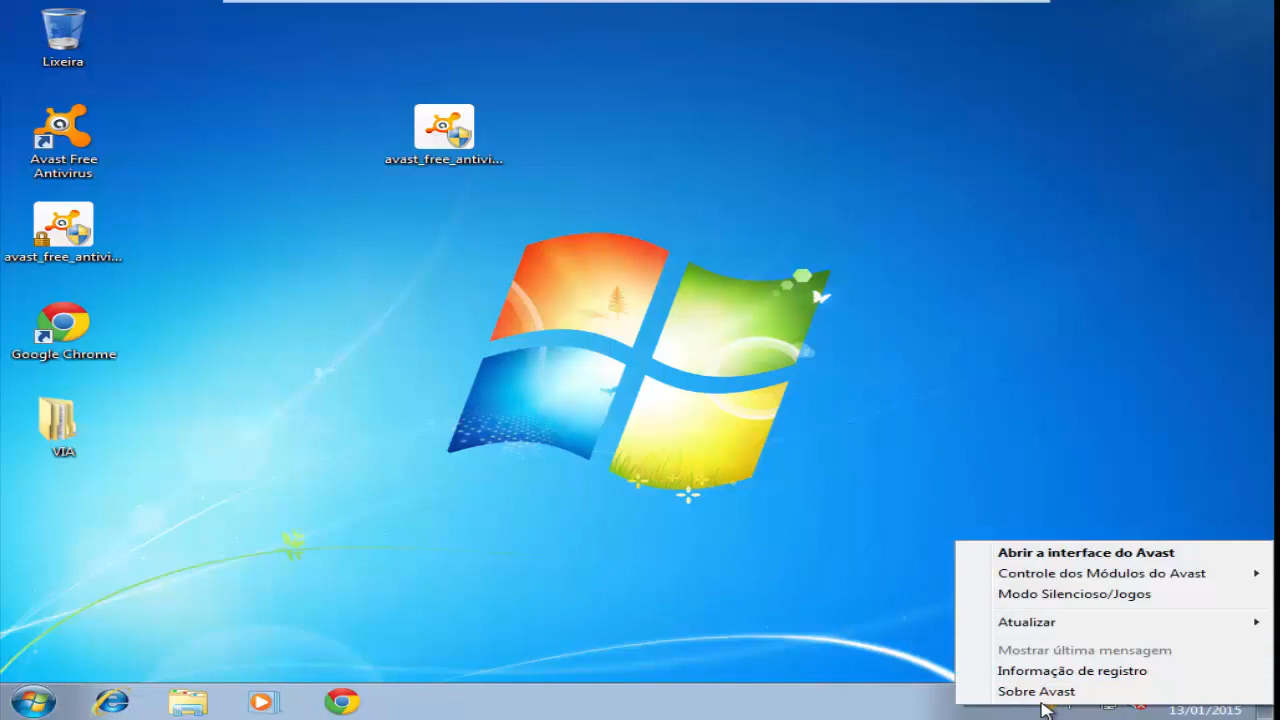 Lixeira
Avast Free
Antivirus
avast_free_antivi...
avast_free_antivi...
Google Chrome
VIA
Abrir a interface do Avast
Controle dos Módulos do Avast
Modo Silencioso/Jogos
Atualizar
Mostrar última mensagem
Informação de registro
Sobre Avast
13/01/2015